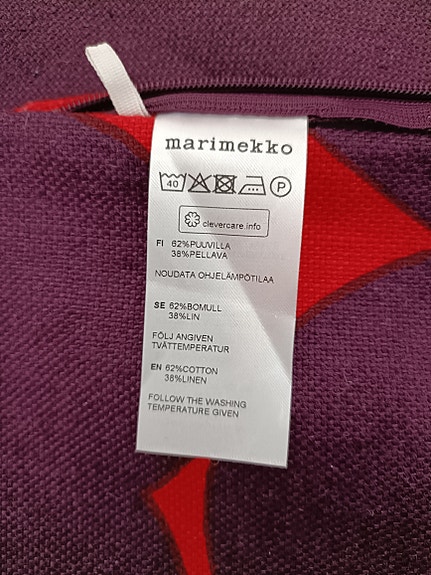 marimekko
40 P
clevercare.info
FI 62%PUUVILLA
38%PELLAVA
NOUDATA OHJELÄMPÖTILAA
SE 62%BOMULL
38%LIN
FÖLJ ANGIVEN
TVÄTTEMPERATUR
EN 62%COTTON
38%LINEN
FOLLOW THE WASHING
TEMPERATURE GIVEN